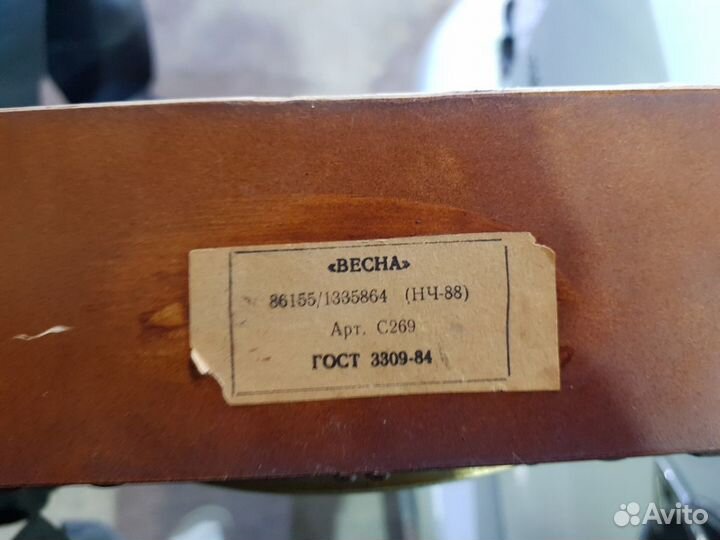 «ВЕСНА»
86155/1335864 (НЧ-88)
Арт. С269
ГОСТ 3309-84
Avito